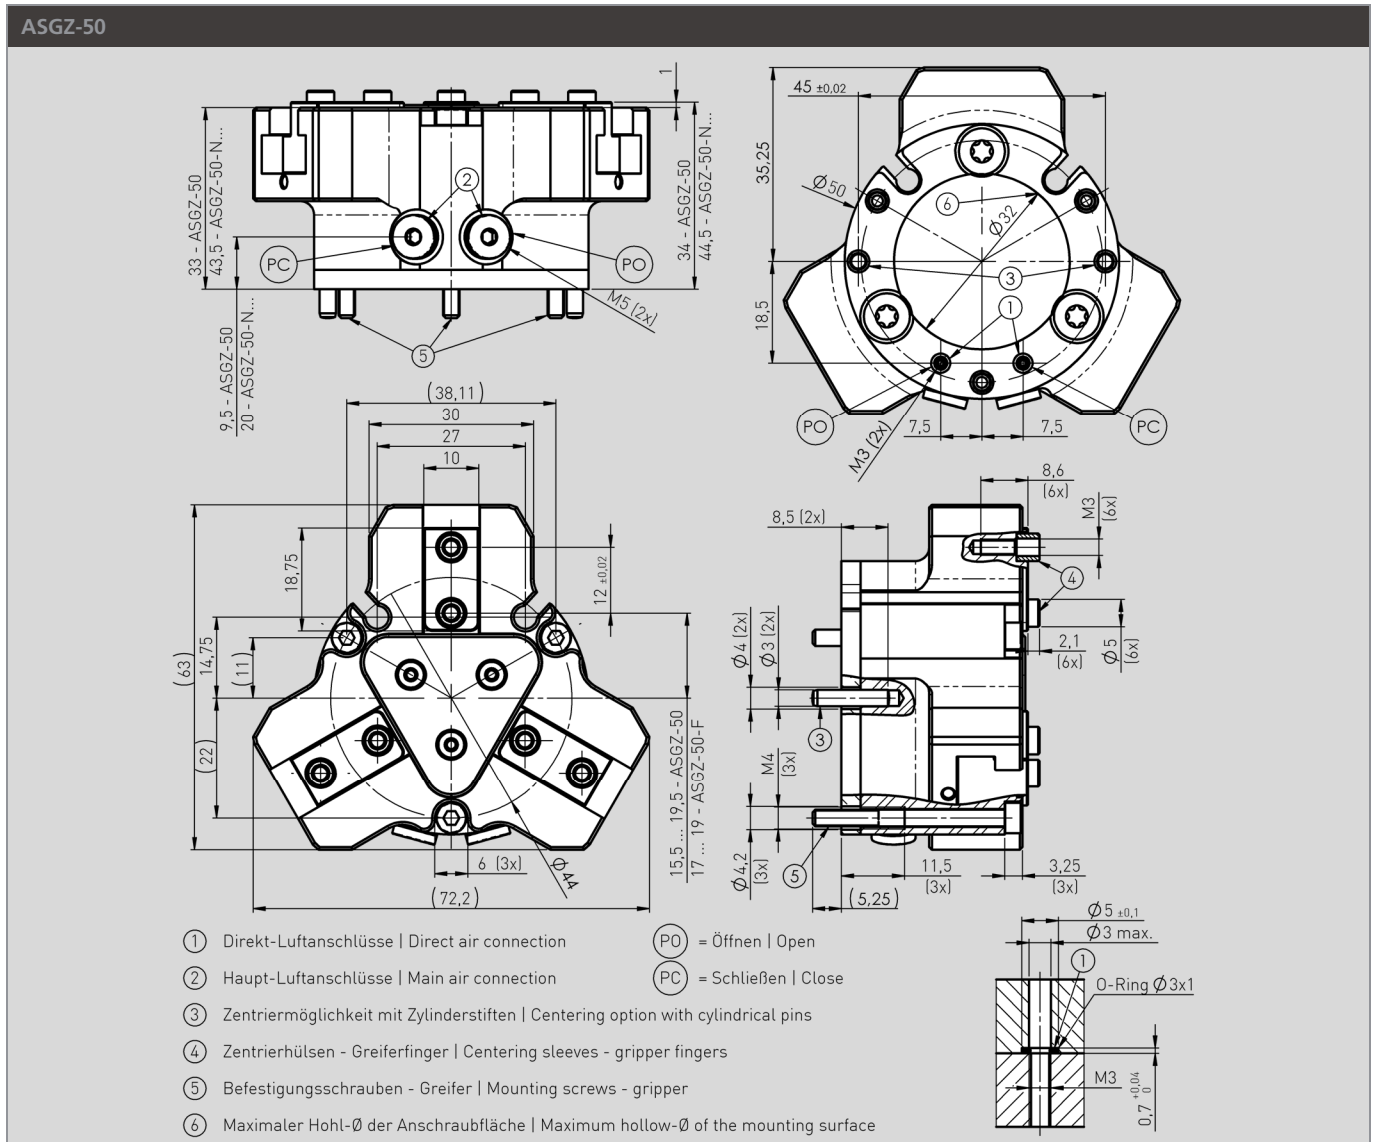 ASGZ-50
1
33 - ASGZ-50
43,5 - ASGZ-50-N...
34 - ASGZ-50
44,5 - ASGZ-50-N...
2
PC
PO
M5 (2x)
9,5 - ASGZ-50
20 - ASGZ-50-N...
5
45 ±0,02
35,25
Ø50
6
Ø32
3
18,5
1
PO
PC
M3 (2x)
7,5
7,5
(38,11)
30
27
10
18,75
12 ±0,02
(63)
14,75
(11)
(22)
15,5 ... 19,5 - ASGZ-50
17 ... 19 - ASGZ-50-F
6 (3x)
Ø44
(72,2)
8,6
(6x)
8,5 (2x)
M3
(6x)
4
Ø4 (2x)
Ø3 (2x)
2,1
(6x)
Ø5
(6x)
3
M4
(3x)
Ø4,2
(3x)
5
11,5
(3x)
3,25
(3x)
(5,25)
Ø5 ±0,1
Ø3 max.
1
O-Ring Ø3x1
M3
0,7 +0,04 0
1 Direkt-Luftanschlüsse | Direct air connection
PO = Öffnen | Open
2 Haupt-Luftanschlüsse | Main air connection
PC = Schließen | Close
3 Zentriermöglichkeit mit Zylinderstiften | Centering option with cylindrical pins
4 Zentrierhülsen - Greiferfinger | Centering sleeves - gripper fingers
5 Befestigungsschrauben - Greifer | Mounting screws - gripper
6 Maximaler Hohl-Ø der Anschraubfläche | Maximum hollow-Ø of the mounting surface